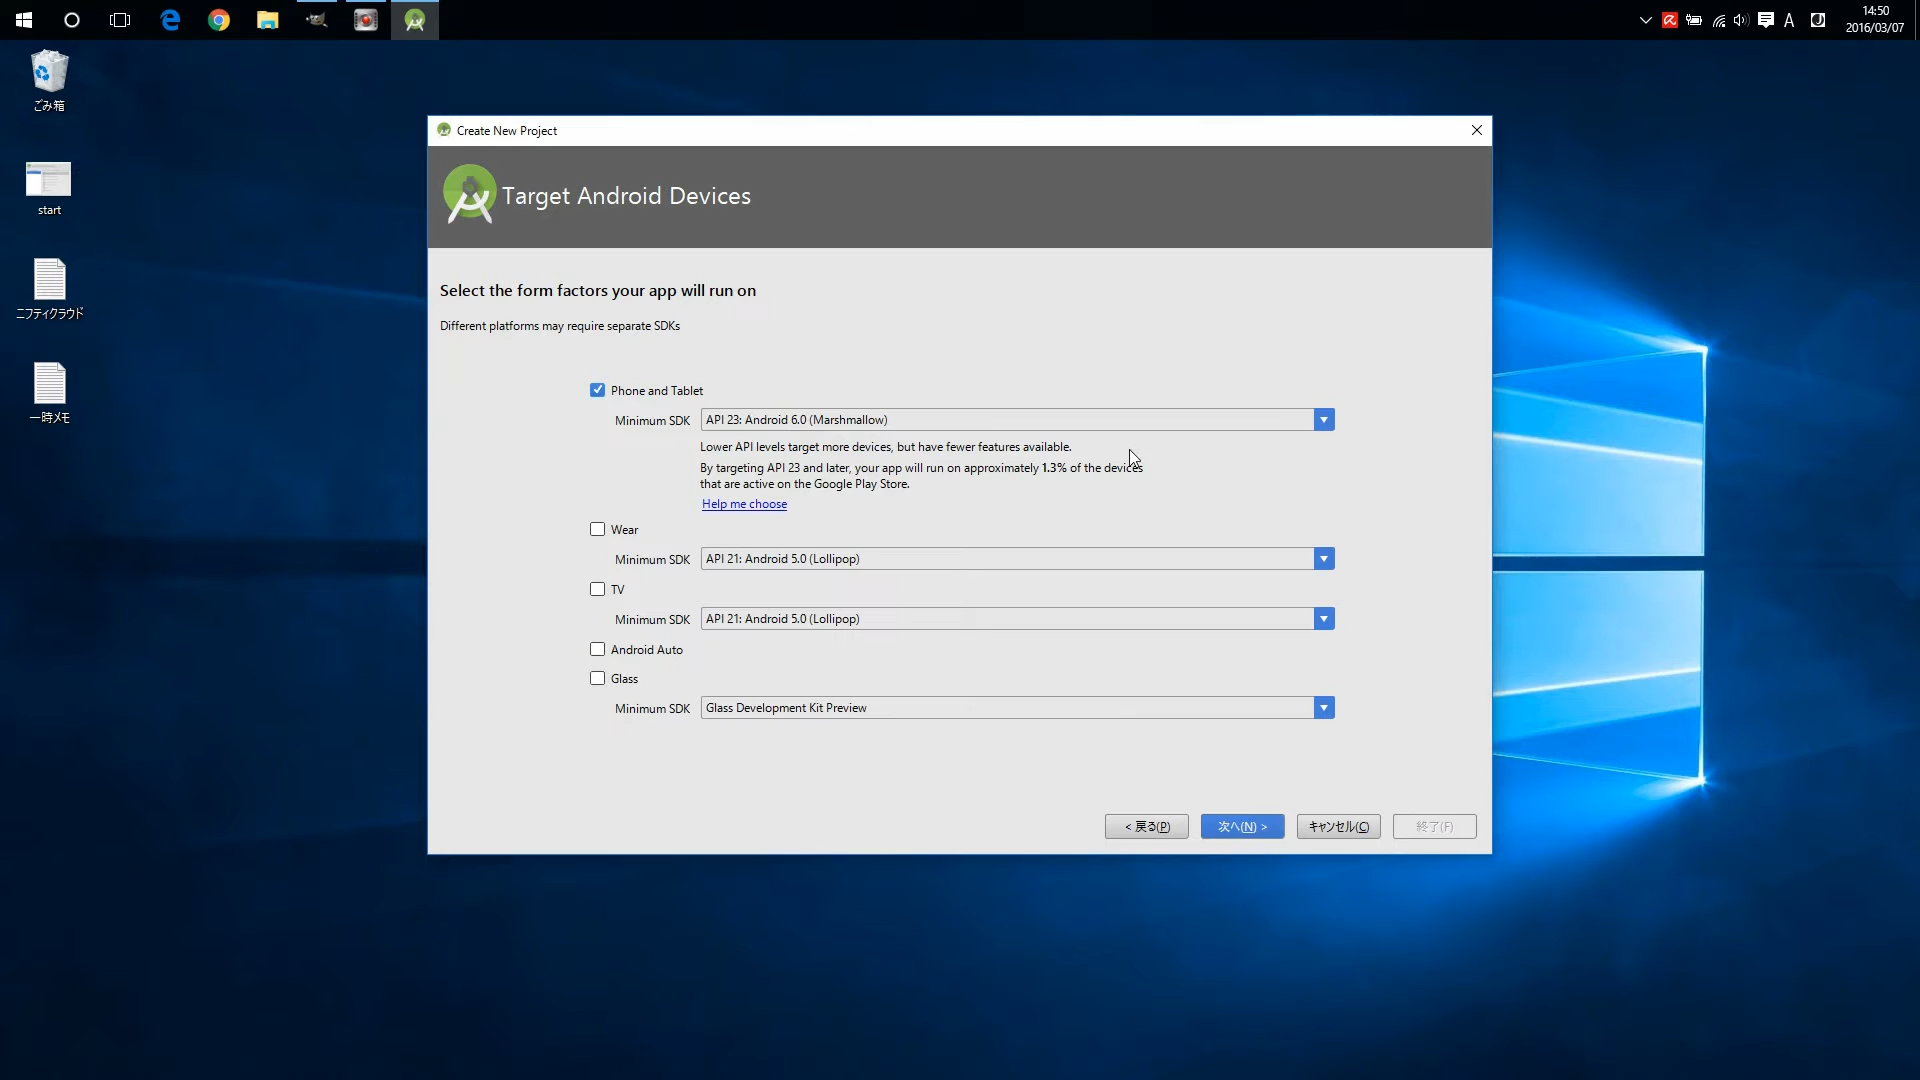 A
14:50
2016/03/07
ごみ箱
start
ニフティクラウド
一時メモ
Create New Project
Target Android Devices
Select the form factors your app will run on
Different platforms may require separate SDKs
Phone and Tablet
Minimum SDK API 23: Android 6.0 (Marshmallow)
Lower API levels target more devices, but have fewer features available.
By targeting API 23 and later, your app will run on approximately 1.3% of the devices
that are active on the Google Play Store.
Help me choose
Wear
Minimum SDK API 21: Android 5.0 (Lollipop)
TV
Minimum SDK API 21: Android 5.0 (Lollipop)
Android Auto
Glass
Minimum SDK Glass Development Kit Preview
< 戻る(P) 次へ(N) > キャンセル(C) 終了(F)